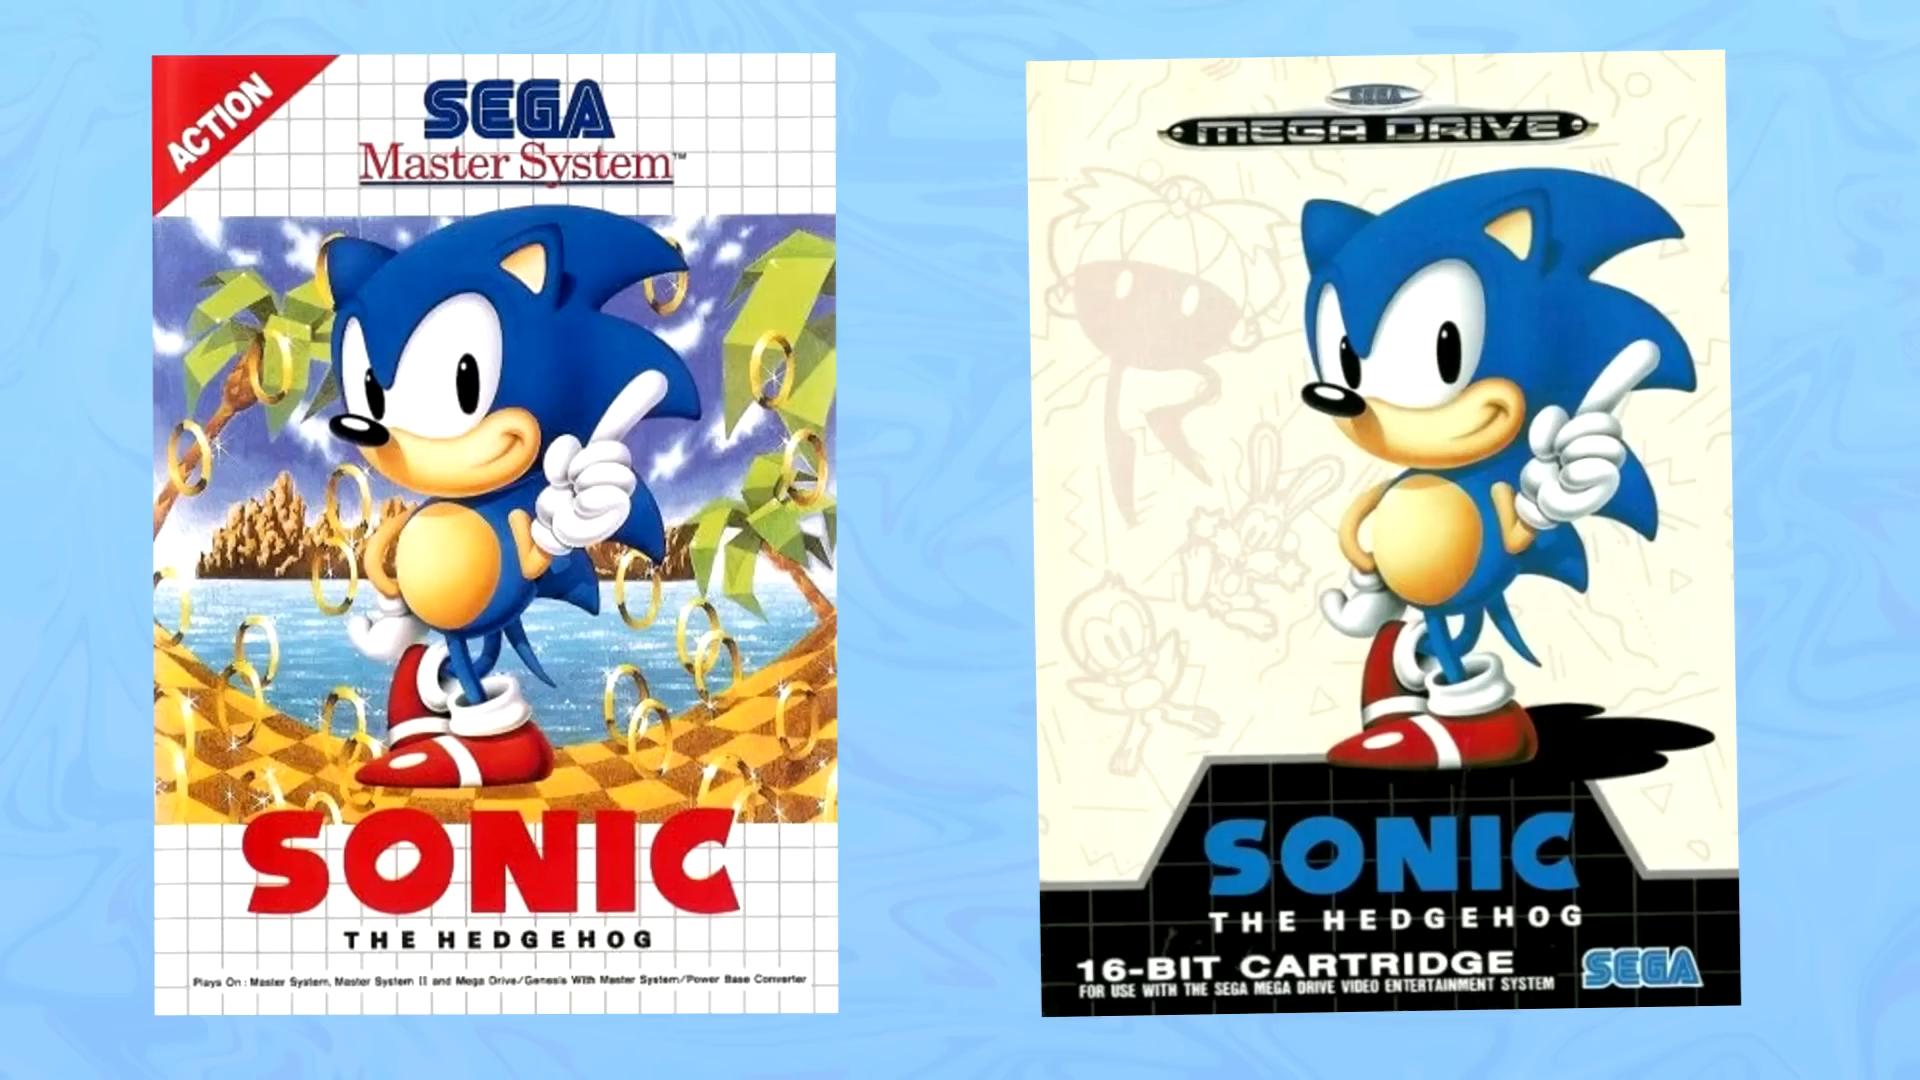 ACTION
SEGA
Master System™
SONIC
THE HEDGEHOG
Plays On : Master System, Master System II and Mega Drive/Genesis With Master System/Power Base Converter
SEGA
MEGA DRIVE
SONIC
THE HEDGEHOG
16-BIT CARTRIDGE
FOR USE WITH THE SEGA MEGA DRIVE VIDEO ENTERTAINMENT SYSTEM
SEGA